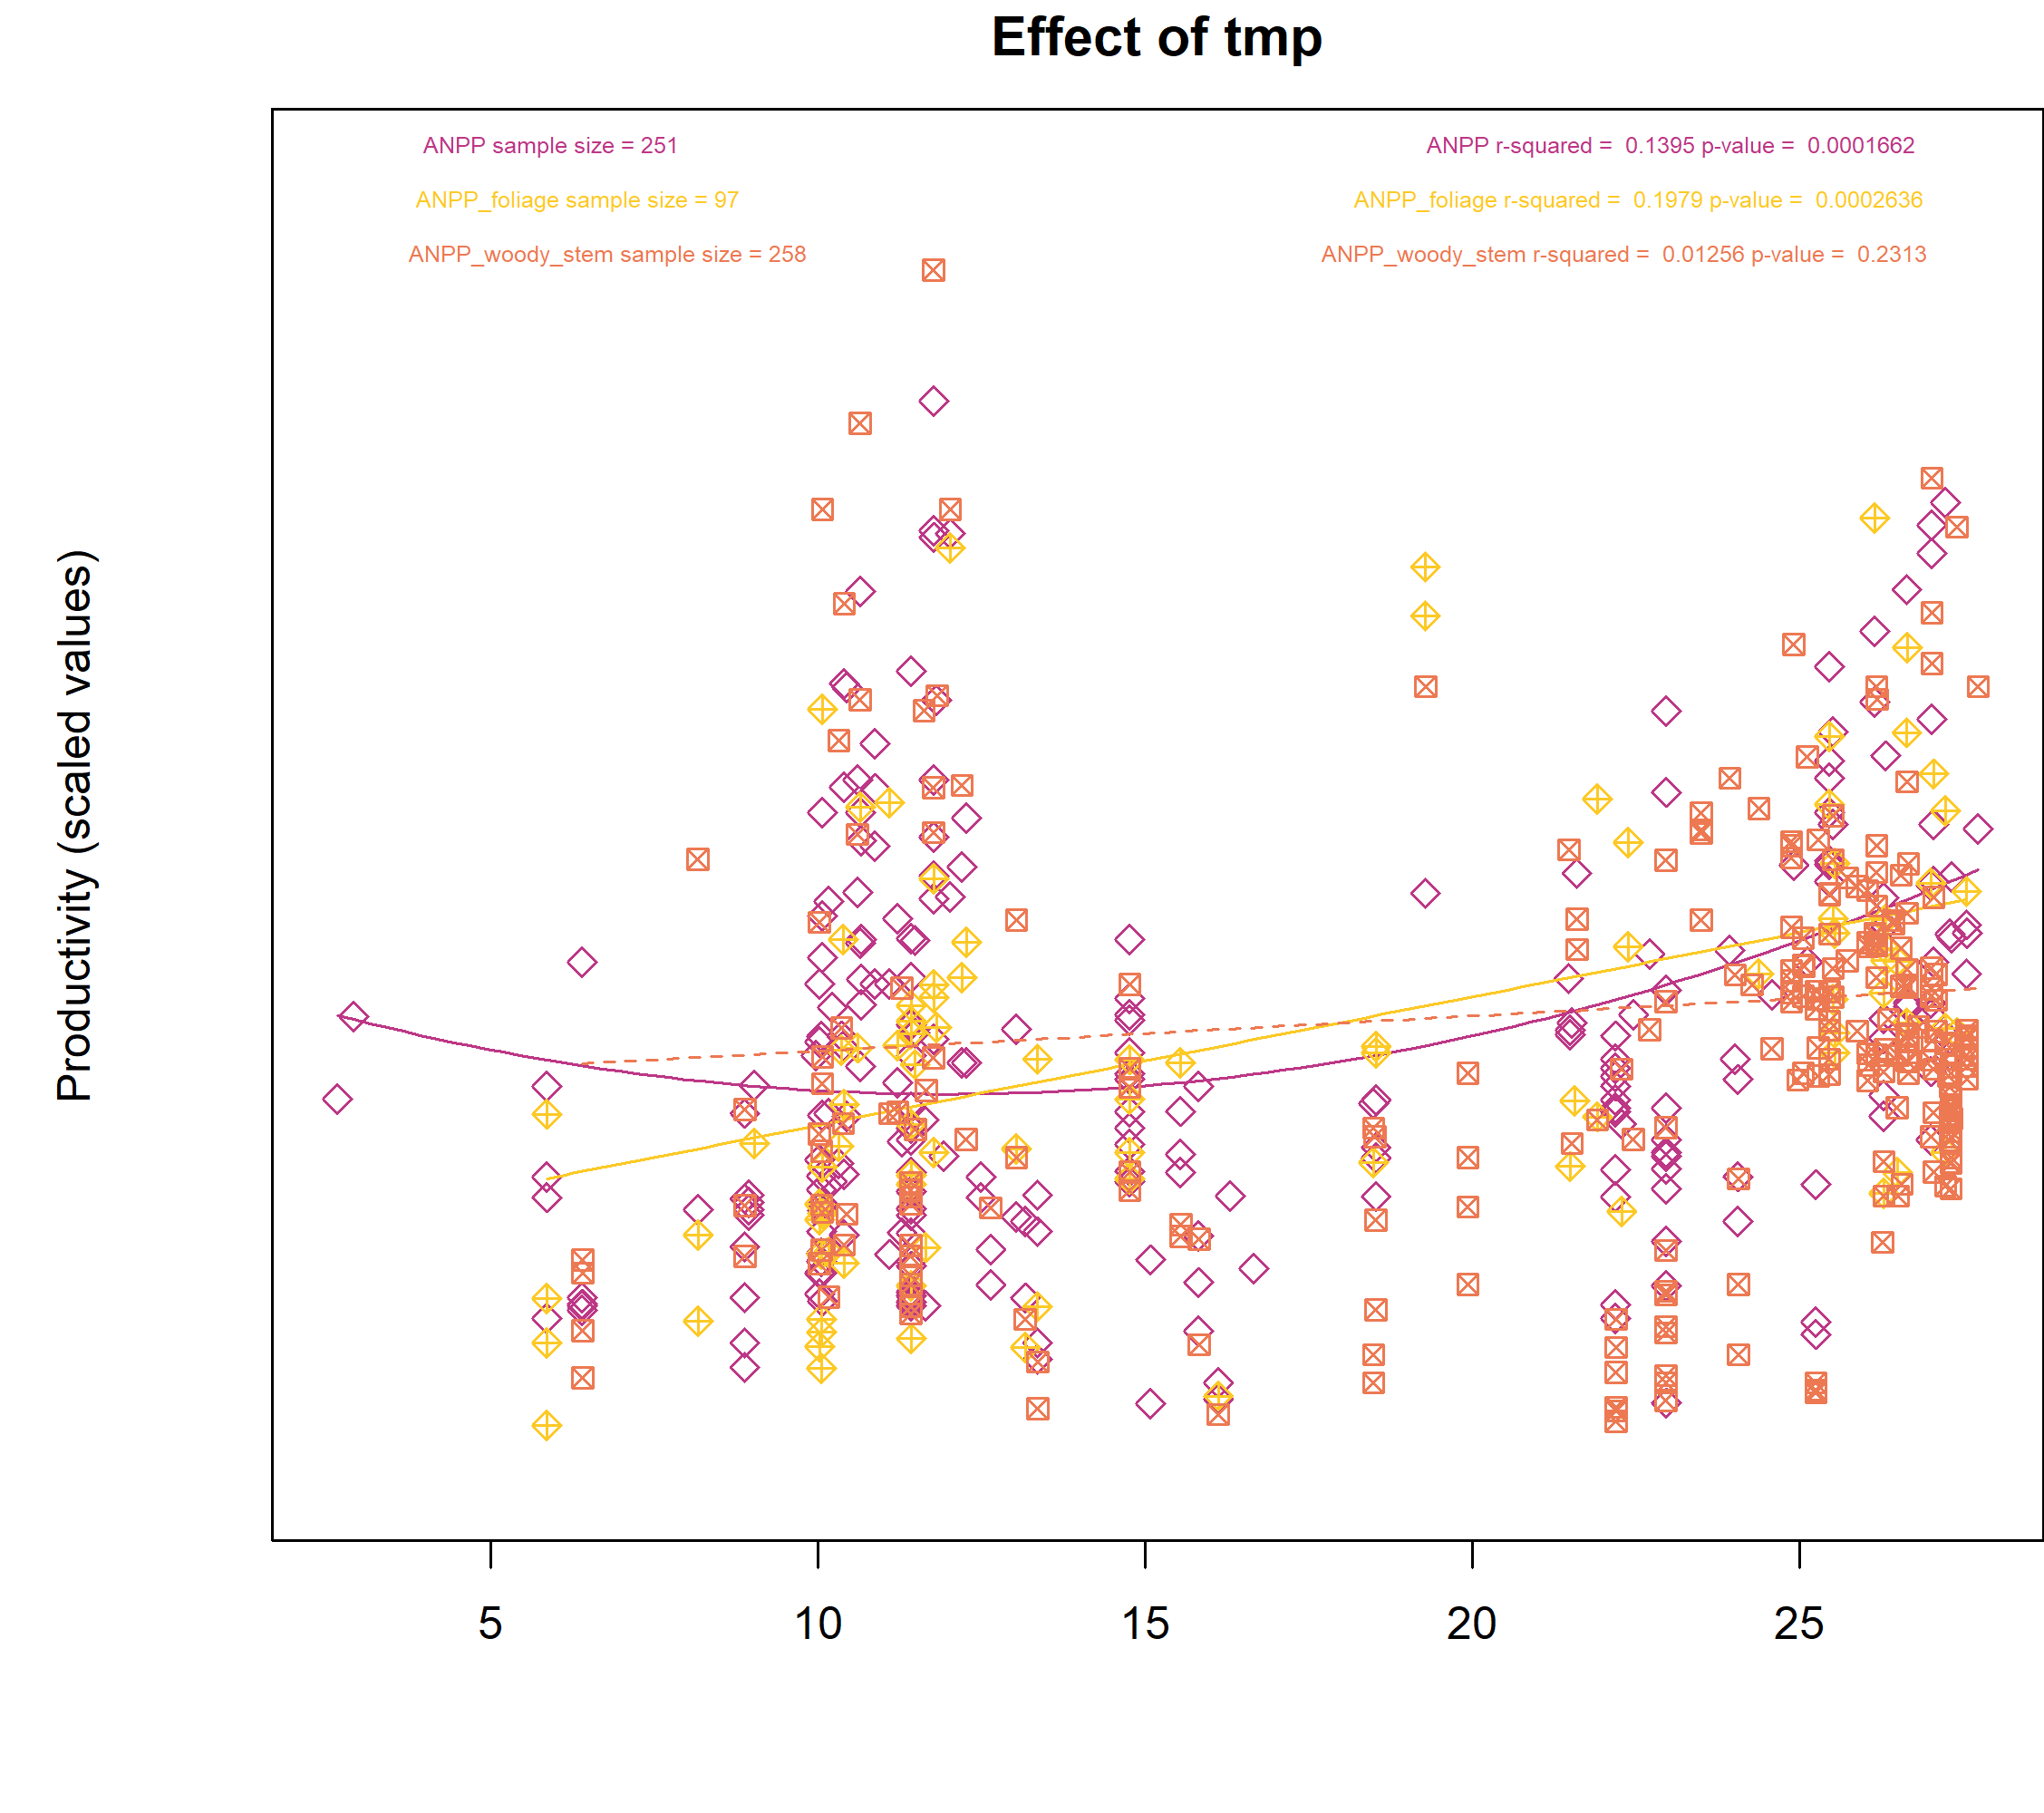 Effect of tmp
ANPP sample size = 251
ANPP r-squared =  0.1395 p-value =  0.0001662
ANPP_foliage sample size = 97
ANPP_foliage r-squared =  0.1979 p-value =  0.0002636
ANPP_woody_stem sample size = 258
ANPP_woody_stem r-squared =  0.01256 p-value =  0.2313
Productivity (scaled values)
5 10 15 20 25